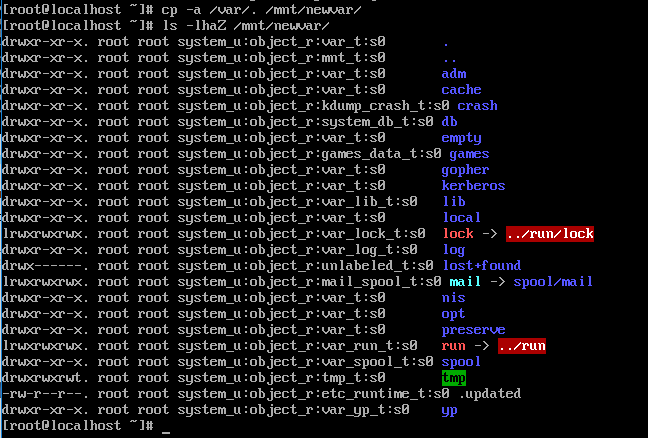 [root@localhost ~]# cp -a /var/. /mnt/newvar/
[root@localhost ~]# ls -lhaZ /mnt/newvar/
drwxr-xr-x. root root system_u:object_r:var_t:s0       .
drwxr-xr-x. root root system_u:object_r:mnt_t:s0       ..
drwxr-xr-x. root root system_u:object_r:var_t:s0       adm
drwxr-xr-x. root root system_u:object_r:var_t:s0       cache
drwxr-xr-x. root root system_u:object_r:kdump_crash_t:s0 crash
drwxr-xr-x. root root system_u:object_r:system_db_t:s0 db
drwxr-xr-x. root root system_u:object_r:var_t:s0       empty
drwxr-xr-x. root root system_u:object_r:games_data_t:s0 games
drwxr-xr-x. root root system_u:object_r:var_t:s0       gopher
drwxr-xr-x. root root system_u:object_r:var_t:s0       kerberos
drwxr-xr-x. root root system_u:object_r:var_lib_t:s0   lib
drwxr-xr-x. root root system_u:object_r:var_t:s0       local
lrwxrwxrwx. root root system_u:object_r:var_lock_t:s0  lock -> ../run/lock
drwxr-xr-x. root root system_u:object_r:var_log_t:s0   log
drwx------. root root system_u:object_r:unlabeled_t:s0 lost+found
lrwxrwxrwx. root root system_u:object_r:mail_spool_t:s0 mail -> spool/mail
drwxr-xr-x. root root system_u:object_r:var_t:s0       nis
drwxr-xr-x. root root system_u:object_r:var_t:s0       opt
drwxr-xr-x. root root system_u:object_r:var_t:s0       preserve
lrwxrwxrwx. root root system_u:object_r:var_run_t:s0   run -> ../run
drwxr-xr-x. root root system_u:object_r:var_spool_t:s0 spool
drwxrwxrwt. root root system_u:object_r:tmp_t:s0       tmp
-rw-r--r--. root root system_u:object_r:etc_runtime_t:s0 .updated
drwxr-xr-x. root root system_u:object_r:var_yp_t:s0    yp
[root@localhost ~]# _